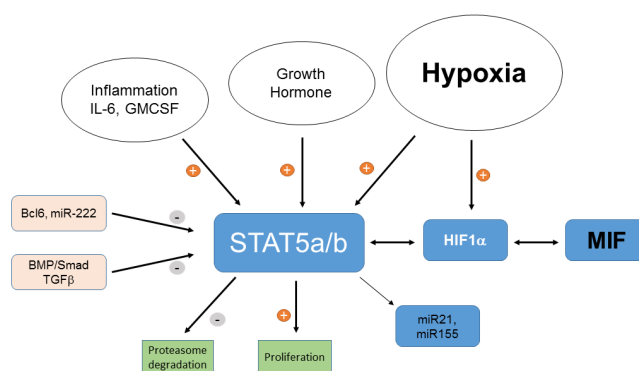 Inflammation
IL-6, GMCSF
Growth
Hormone
Hypoxia
+
+
+
+
Bcl6, miR-222
-
BMP/Smad
TGFβ
-
STAT5a/b
HIF1α
MIF
-
+
miR21,
miR155
Proteasome
degradation
Proliferation